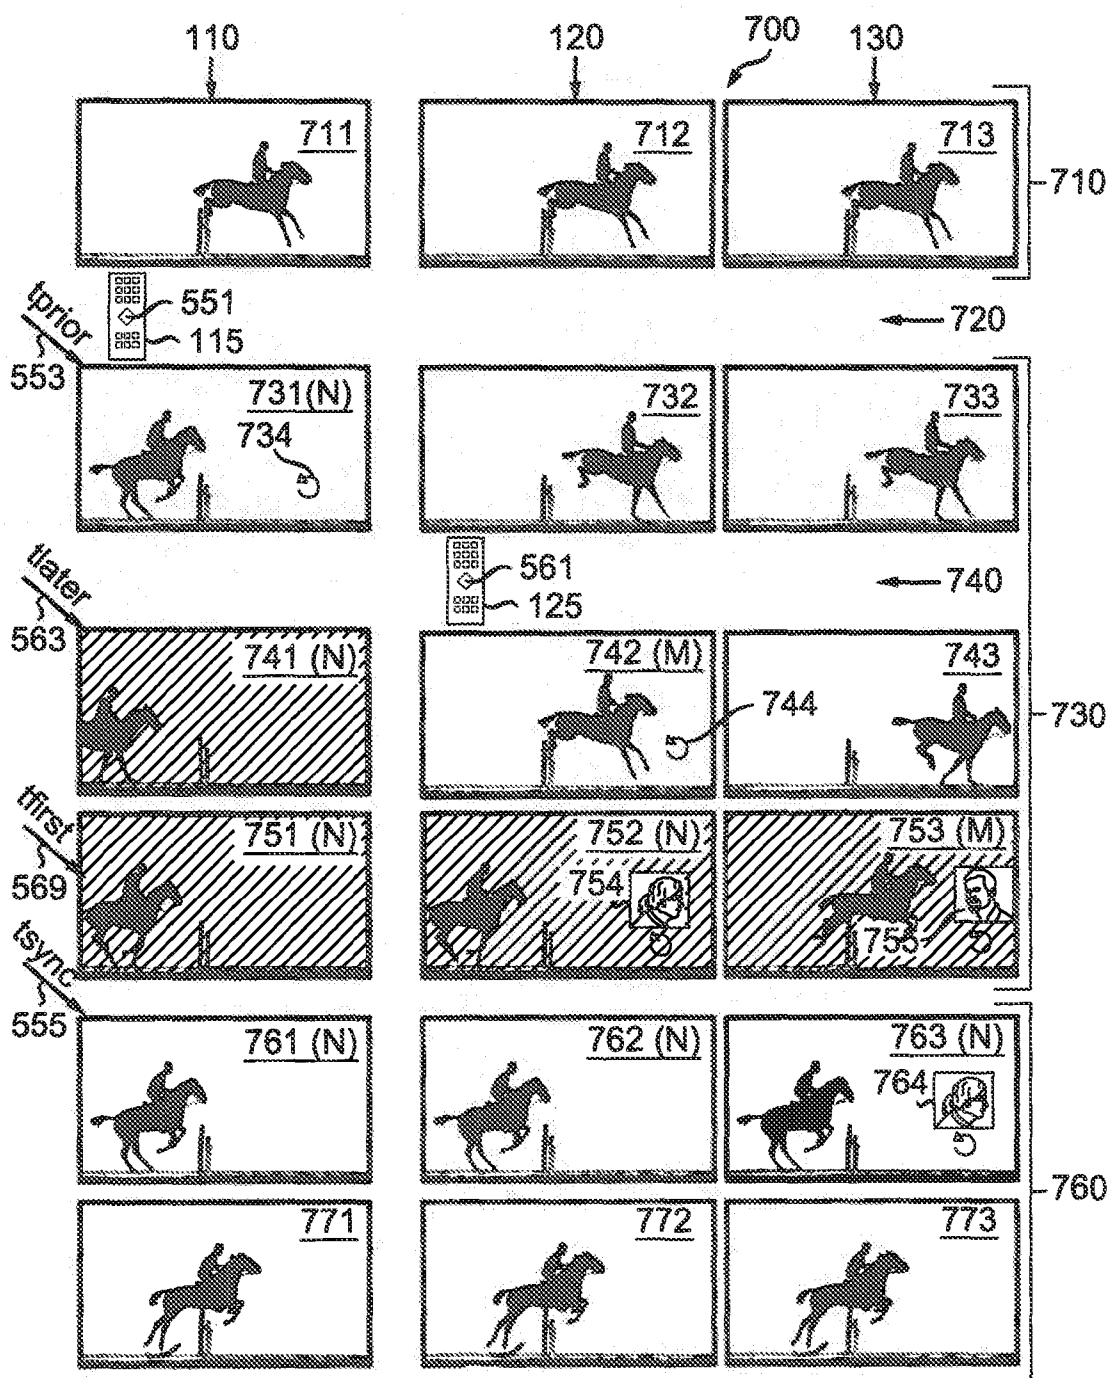 110 120 700 130
711 712 713
710
tprior 551 720
553 115
731(N) 732 733
734
tlater 561 740
563 125
741 (N) 742 (M) 743
744 730
tfirst 751 (N) 752 (N) 753 (M)
569 754
755
tsync
555 761 (N) 762 (N) 763 (N)
764
760
771 772 773